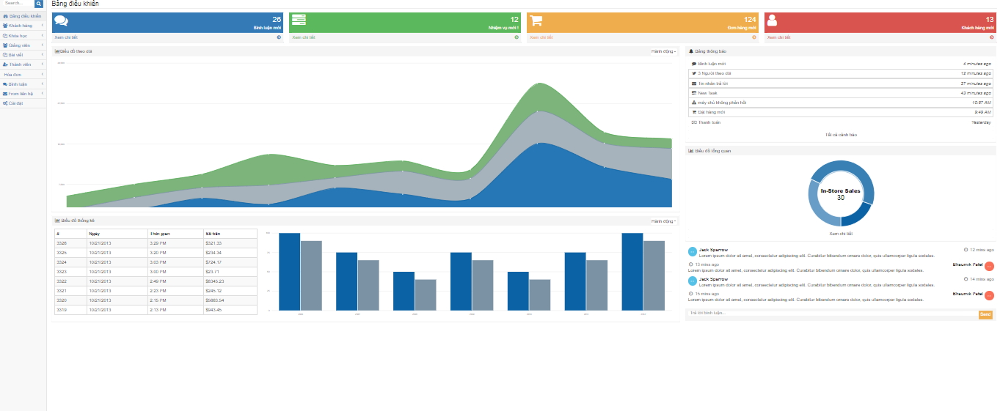 Search...
Bảng điều khiển
Khách hàng
Khóa học
Giảng viên
Bài viết
Thành viên
Hóa đơn
Bình luận
From liên hệ
Cài đặt
Bảng điều khiển
26
Bình luận mới
Xem chi tiết
12
Nhiệm vụ mới !
Xem chi tiết
124
Đơn hàng mới
Xem chi tiết
13
Khách hàng mới
Xem chi tiết
Biểu đồ theo dõi
Hành động
Biểu đồ thống kê
Hành động
# Ngày Thời gian Số tiền
3326 10/21/2013 3:29 PM $321.33
3325 10/21/2013 3:20 PM $234.34
3324 10/21/2013 3:03 PM $724.17
3323 10/21/2013 3:00 PM $23.71
3322 10/21/2013 2:49 PM $8345.23
3321 10/21/2013 2:23 PM $245.12
3320 10/21/2013 2:15 PM $5663.54
3319 10/21/2013 2:13 PM $943.45
Bảng thông báo
Bình luận mới 4 minutes ago
3 Người theo dõi 12 minutes ago
Tin nhắn trả lời 27 minutes ago
New Task 43 minutes ago
máy chủ không phản hồi 10:57 AM
Đặt hàng mới 9:49 AM
Thanh toán Yesterday
Tất cả cảnh báo
Biểu đồ tổng quan
In-Store Sales
30
Xem chi tiết
Jack Sparrow 12 mins ago
Lorem ipsum dolor sit amet, consectetur adipiscing elit. Curabitur bibendum ornare dolor, quis ullamcorper ligula sodales.
13 mins ago Bhaumik Patel
Lorem ipsum dolor sit amet, consectetur adipiscing elit. Curabitur bibendum ornare dolor, quis ullamcorper ligula sodales.
Jack Sparrow 14 mins ago
Lorem ipsum dolor sit amet, consectetur adipiscing elit. Curabitur bibendum ornare dolor, quis ullamcorper ligula sodales.
15 mins ago Bhaumik Patel
Lorem ipsum dolor sit amet, consectetur adipiscing elit. Curabitur bibendum ornare dolor, quis ullamcorper ligula sodales.
Trả lời bình luận...
Send